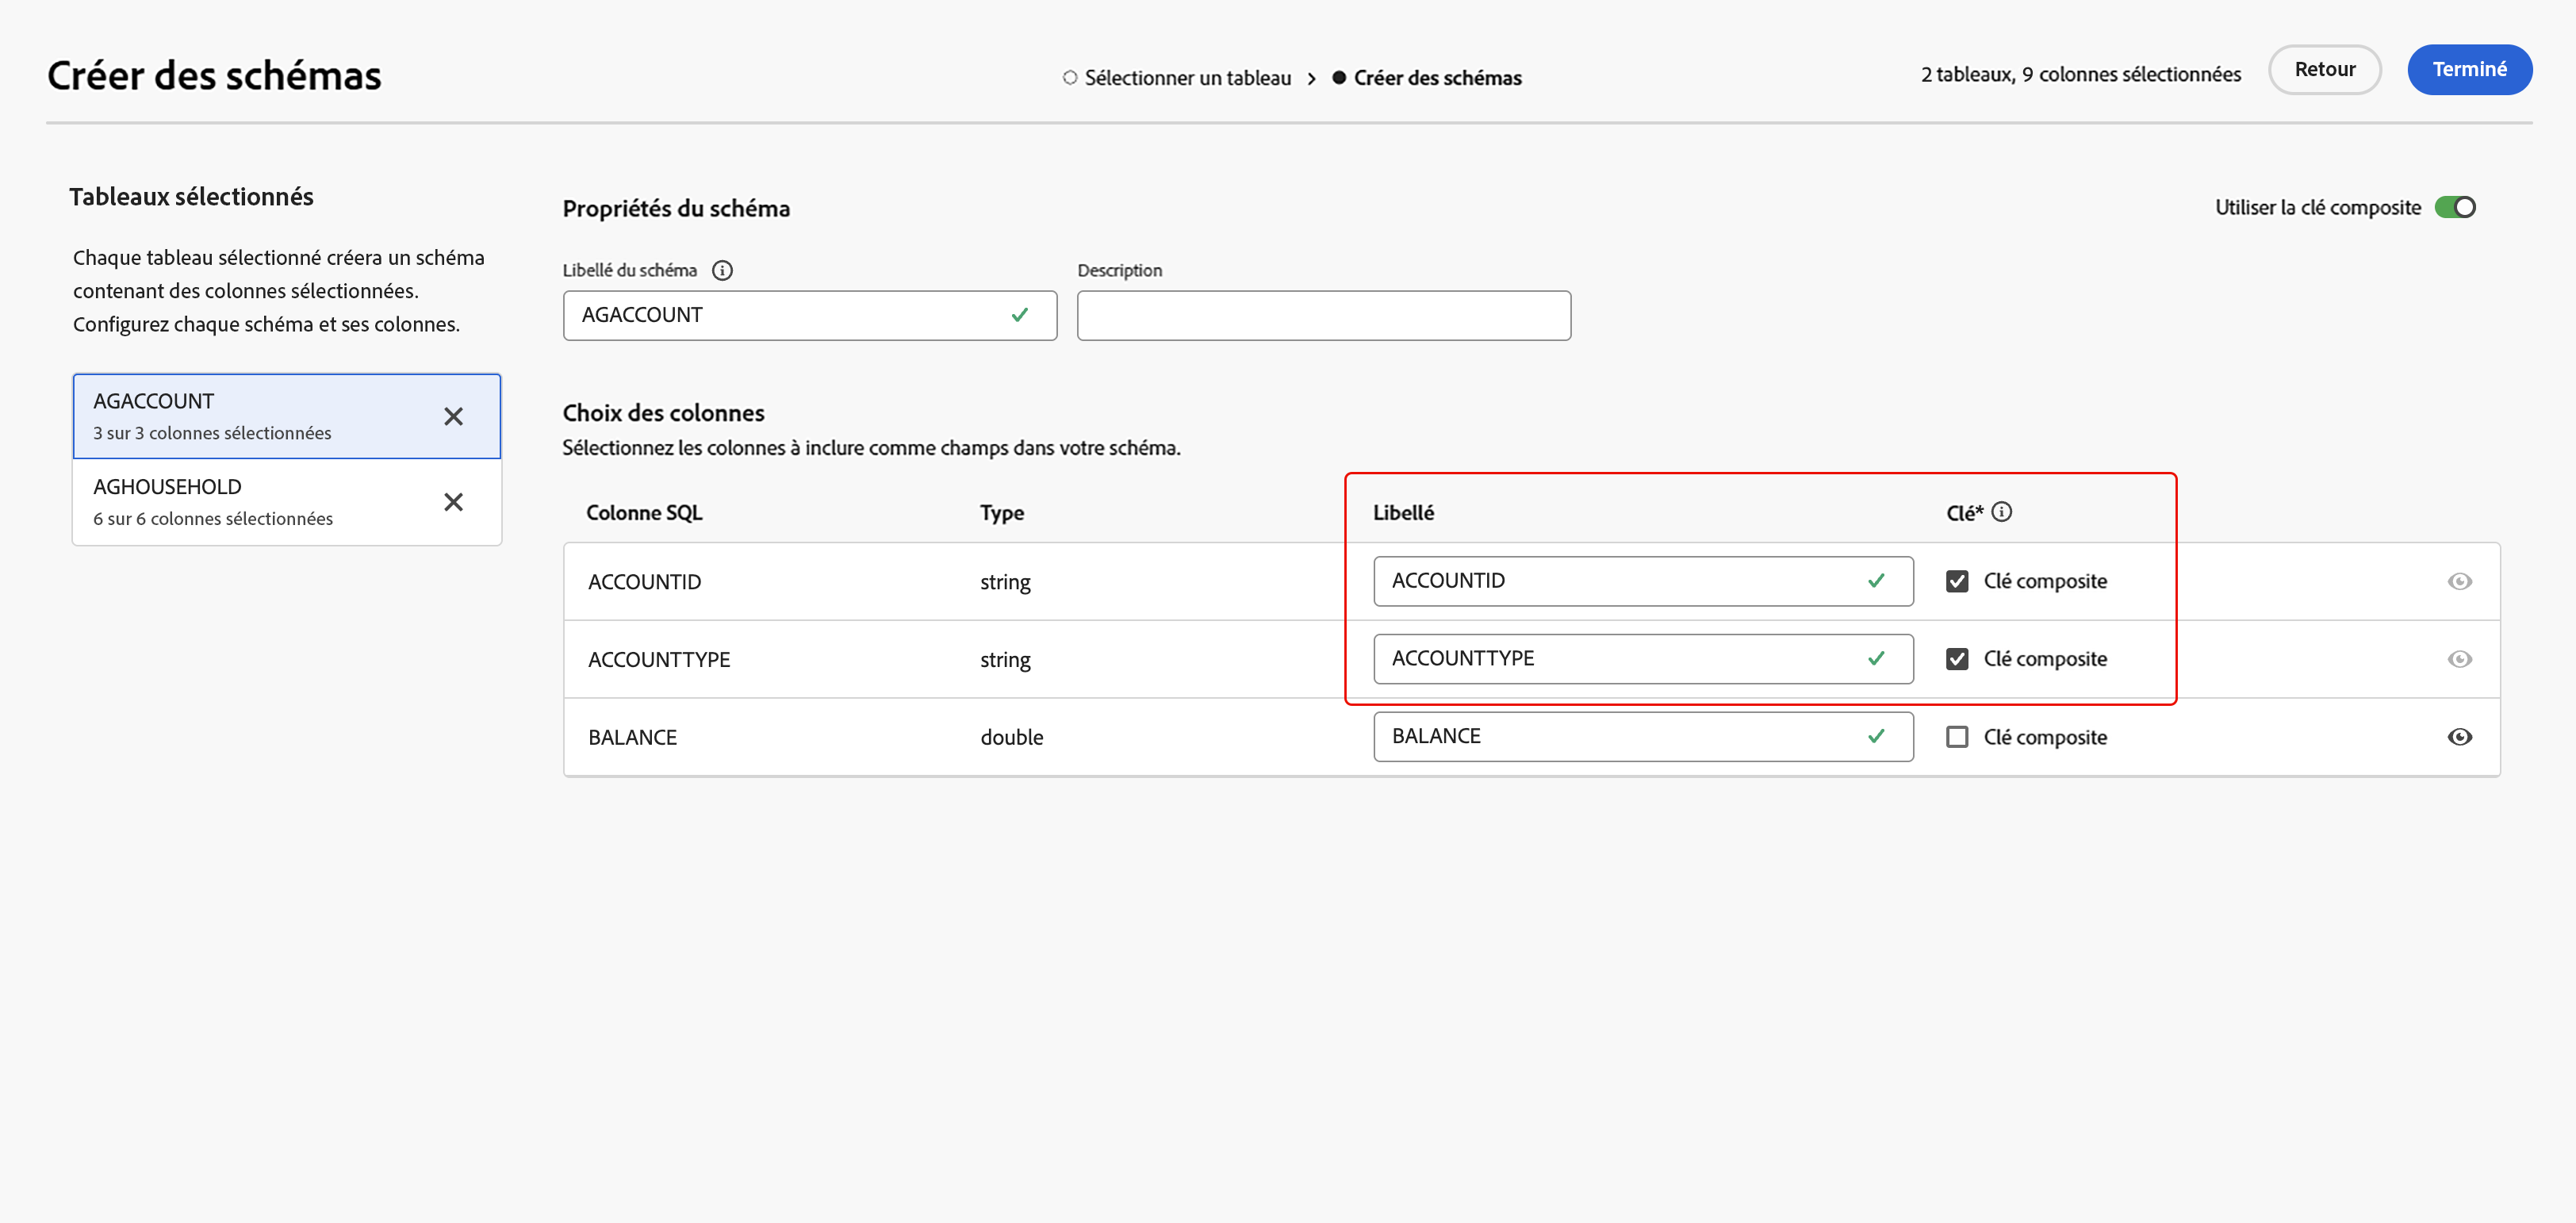 Créer des schémas
Sélectionner un tableau > Créer des schémas
2 tableaux, 9 colonnes sélectionnées
Retour
Terminé
Tableaux sélectionnés
Chaque tableau sélectionné créera un schéma
contenant des colonnes sélectionnées.
Configurez chaque schéma et ses colonnes.
AGACCOUNT
3 sur 3 colonnes sélectionnées
AGHOUSEHOLD
6 sur 6 colonnes sélectionnées
Propriétés du schéma
Utiliser la clé composite
Libellé du schéma
Description
AGACCOUNT
Choix des colonnes
Sélectionnez les colonnes à inclure comme champs dans votre schéma.
Colonne SQL Type Libellé Clé*
ACCOUNTID string ACCOUNTID Clé composite
ACCOUNTTYPE string ACCOUNTTYPE Clé composite
BALANCE double BALANCE Clé composite